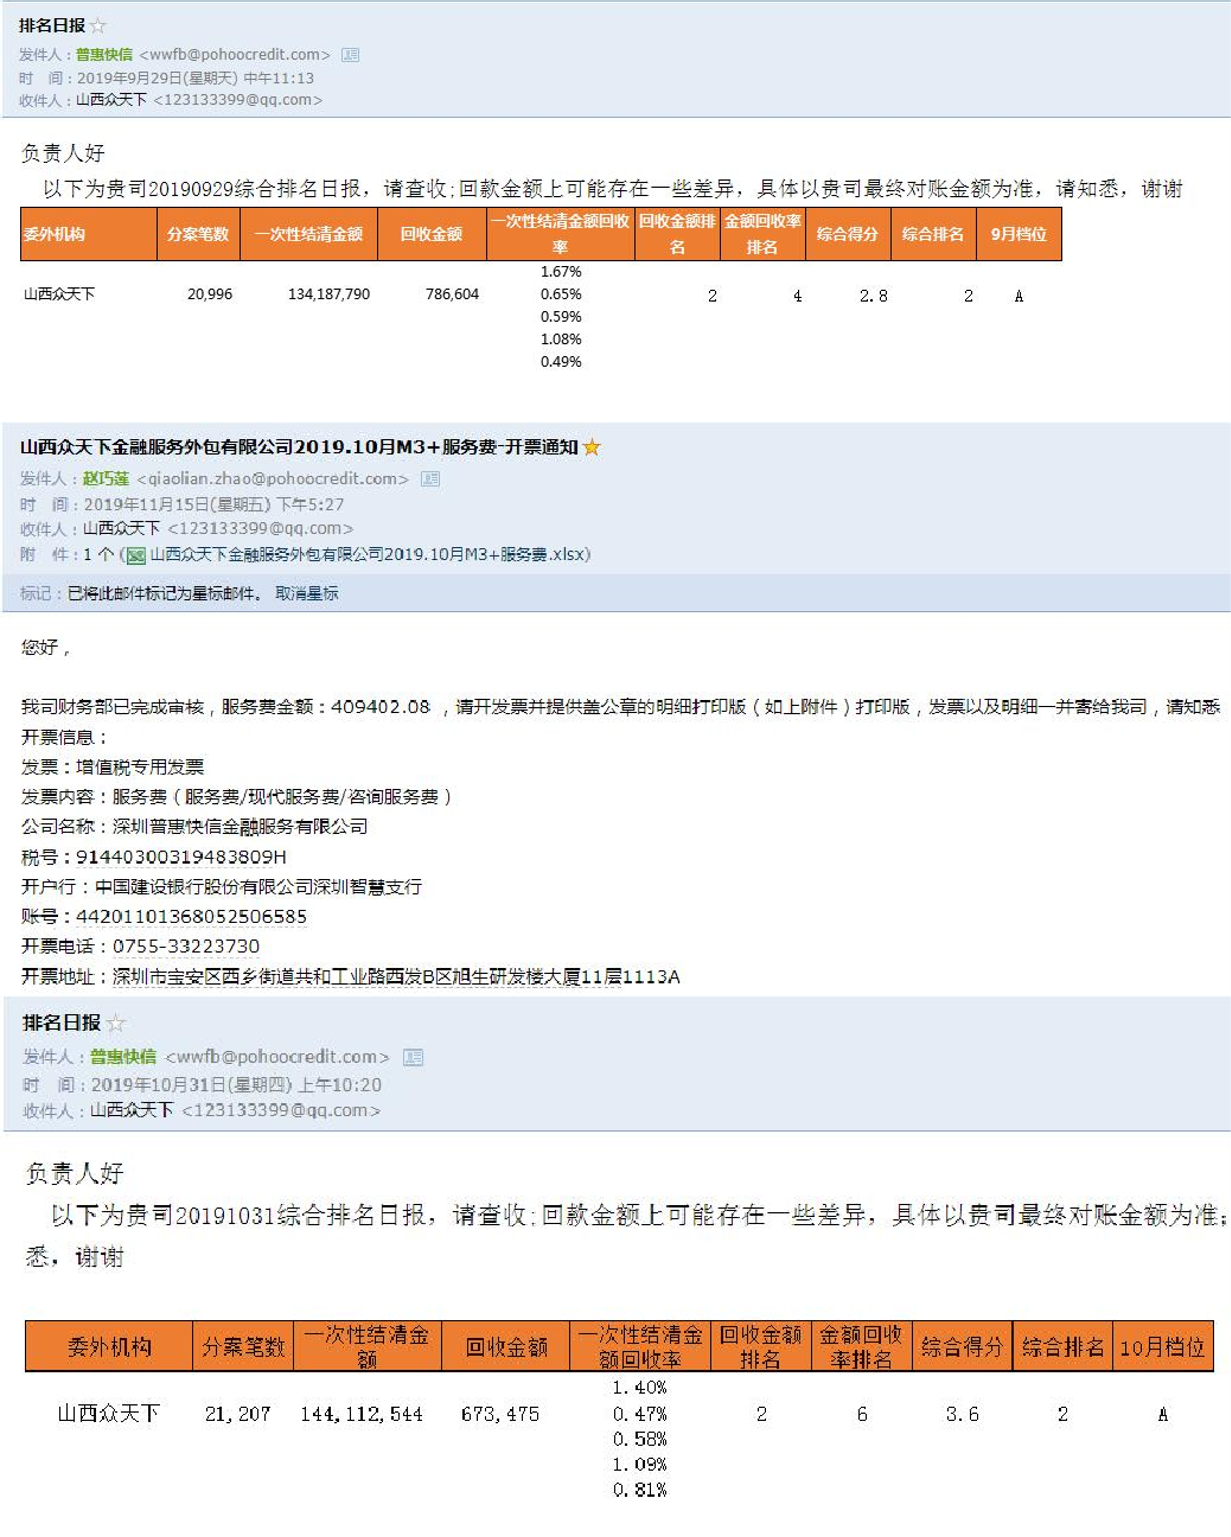 排名日报☆
发件人：普惠快信 <wwfb@pohoocredit.com>
时 间：2019年9月29日(星期天) 中午11:13
收件人：山西众天下 <123133399@qq.com>
负责人好
以下为贵司20190929综合排名日报，请查收;回款金额上可能存在一些差异，具体以贵司最终对账金额为准，请知悉，谢谢
委外机构 分案笔数 一次性结清金额 回收金额 一次性结清金额回收率 回收金额排名 金额回收率排名 综合得分 综合排名 9月档位
1.67%
山西众天下 20,996 134,187,790 786,604 0.65% 2 4 2.8 2 A
0.59%
1.08%
0.49%
山西众天下金融服务外包有限公司2019.10月M3+服务费-开票通知
发件人：赵巧莲 <qiaolian.zhao@pohoocredit.com>
时 间：2019年11月15日(星期五) 下午5:27
收件人：山西众天下 <123133399@qq.com>
附 件：1 个 (山西众天下金融服务外包有限公司2019.10月M3+服务费.xlsx)
标记：已将此邮件标记为星标邮件。 取消星标
您好，
我司财务部已完成审核，服务费金额：409402.08 ，请开发票并提供盖公章的明细打印版（如上附件）打印版，发票以及明细一并寄给我司，请知悉
开票信息：
发票：增值税专用发票
发票内容：服务费（服务费/现代服务费/咨询服务费）
公司名称：深圳普惠快信金融服务有限公司
税号：91440300319483809H
开户行：中国建设银行股份有限公司深圳智慧支行
账号：44201101368052506585
开票电话：0755-33223730
开票地址：深圳市宝安区西乡街道共和工业路西发B区旭生研发楼大厦11层1113A
排名日报☆
发件人：普惠快信 <wwfb@pohoocredit.com>
时 间：2019年10月31日(星期四) 上午10:20
收件人：山西众天下 <123133399@qq.com>
负责人好
以下为贵司20191031综合排名日报，请查收;回款金额上可能存在一些差异，具体以贵司最终对账金额为准;
悉，谢谢
委外机构 分案笔数 一次性结清金额 回收金额 一次性结清金额回收率 回收金额排名 金额回收率排名 综合得分 综合排名 10月档位
1.40%
山西众天下 21,207 144,112,544 673,475 0.47% 2 6 3.6 2 A
0.58%
1.09%
0.81%